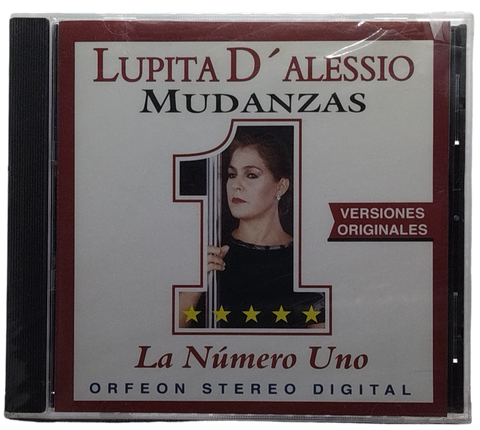 LUPITA D´ALESSIO
MUDANZAS
1
VERSIONES
ORIGINALES
La Número Uno
ORFEON STEREO DIGITAL